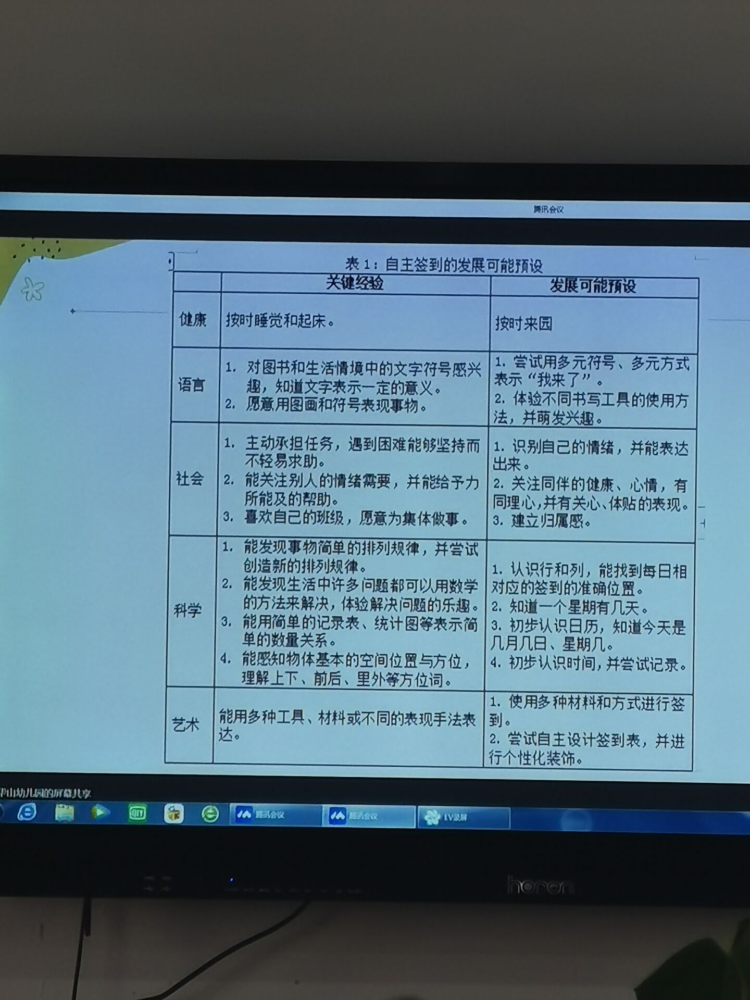 腾讯会议
表1：自主签到的发展可能预设
关键经验
发展可能预设
健康
按时睡觉和起床。
按时来园
语言
1. 对图书和生活情境中的文字符号感兴
趣，知道文字表示一定的意义。
2. 愿意用图画和符号表现事物。
1. 尝试用多元符号、多元方式
表示“我来了”。
2. 体验不同书写工具的使用方
法，并萌发兴趣。
社会
1. 主动承担任务，遇到困难能够坚持而
不轻易求助。
2. 能关注别人的情绪需要，并能给予力
所能及的帮助。
3. 喜欢自己的班级，愿意为集体做事。
1. 识别自己的情绪，并能表达
出来。
2. 关注同伴的健康、心情，有
同理心，并有关心、体贴的表现。
3. 建立归属感。
科学
1. 能发现事物简单的排列规律，并尝试
创造新的排列规律。
2. 能发现生活中许多问题都可以用数学
的方法来解决，体验解决问题的乐趣。
3. 能用简单的记录表、统计图等表示简
单的数量关系。
4. 能感知物体基本的空间位置与方位，
理解上下、前后、里外等方位词。
1. 认识行和列，能找到每日相
对应的签到的准确位置。
2. 知道一个星期有几天。
3. 初步认识日历，知道今天是
几月几日、星期几。
4. 初步认识时间，并尝试记录。
艺术
能用多种工具、材料或不同的表现手法表
达。
1. 使用多种材料和方式进行签
到。
2. 尝试自主设计签到表，并进
行个性化装饰。
山幼儿园的屏幕共享
腾讯会议
腾讯会议
EV录屏
horen